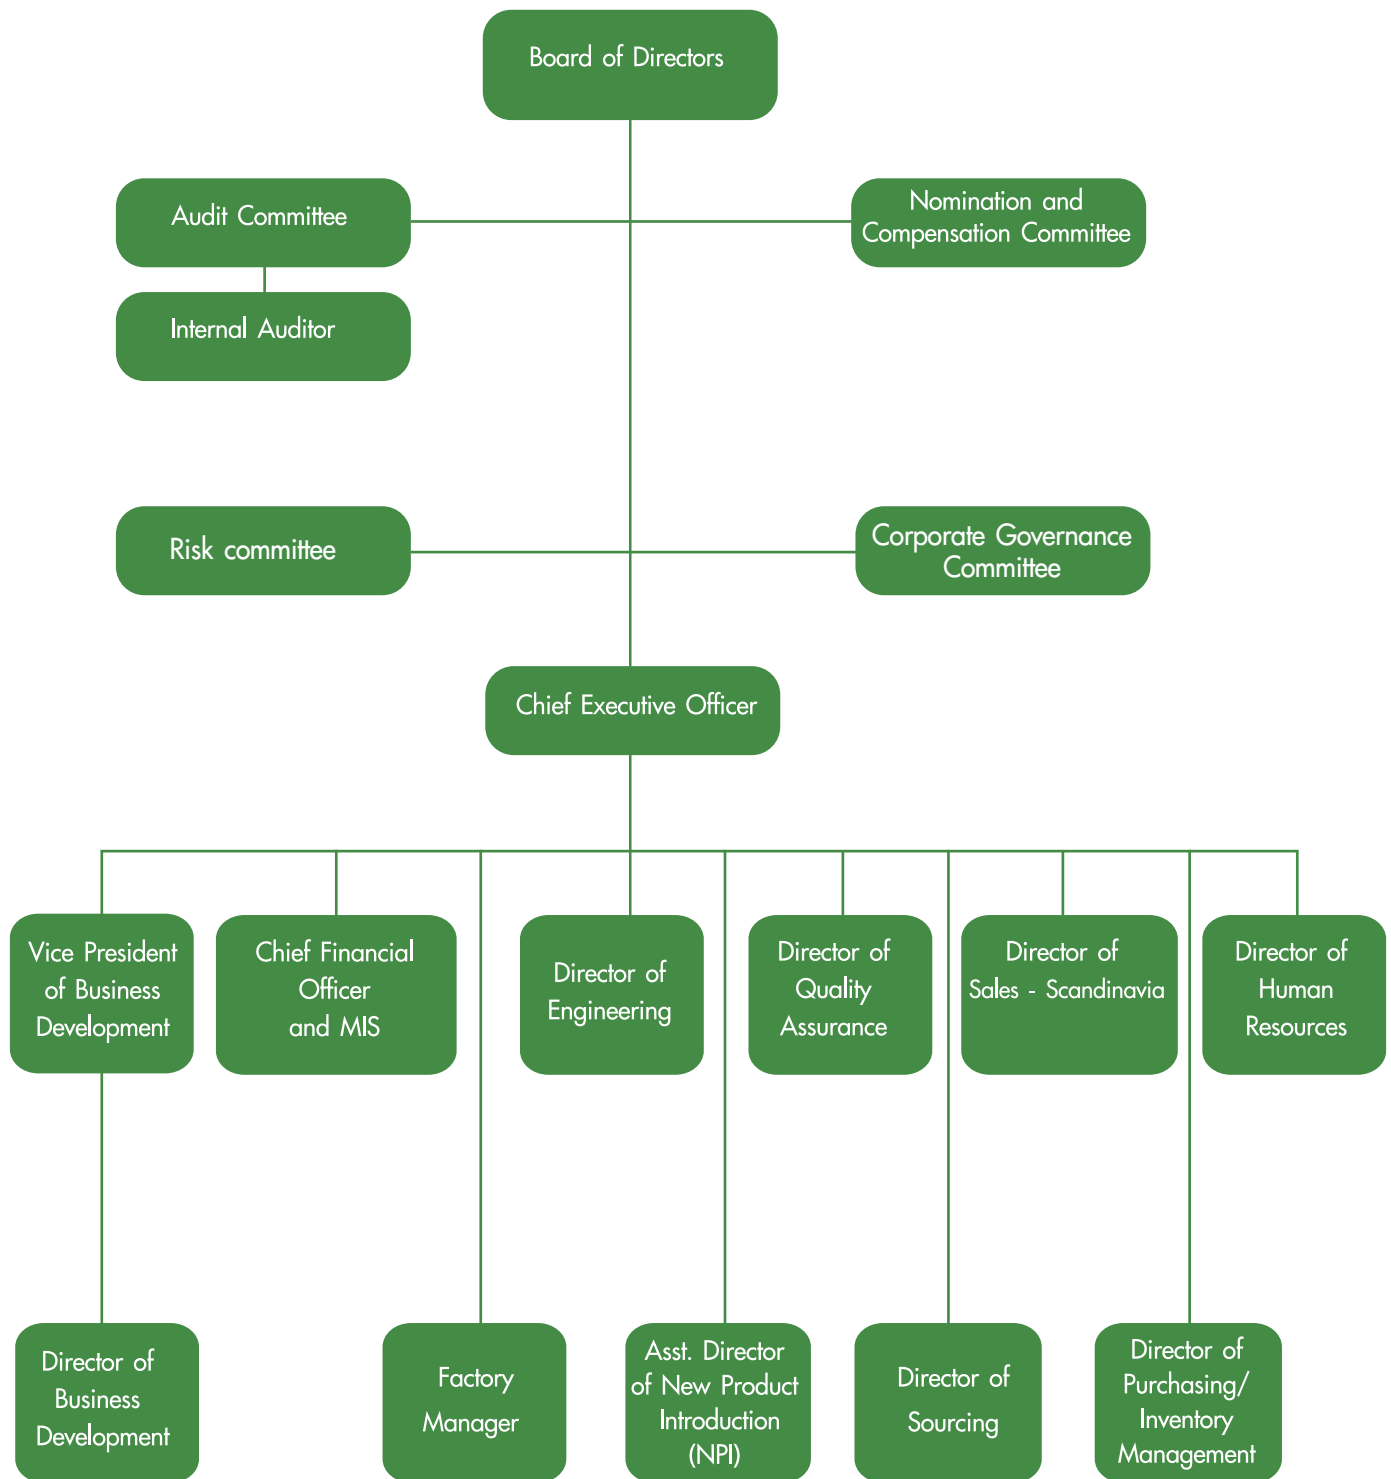 Board of Directors
Audit Committee
Nomination and
Compensation Committee
Internal Auditor
Risk committee
Corporate Governance
Committee
Chief Executive Officer
Vice President
of Business
Development
Chief Financial
Officer
and MIS
Director of
Engineering
Director of
Quality
Assurance
Director of
Sales - Scandinavia
Director of
Human
Resources
Director of
Business
Development
Factory
Manager
Asst. Director
of New Product
Introduction
(NPI)
Director of
Sourcing
Director of
Purchasing/
Inventory
Management